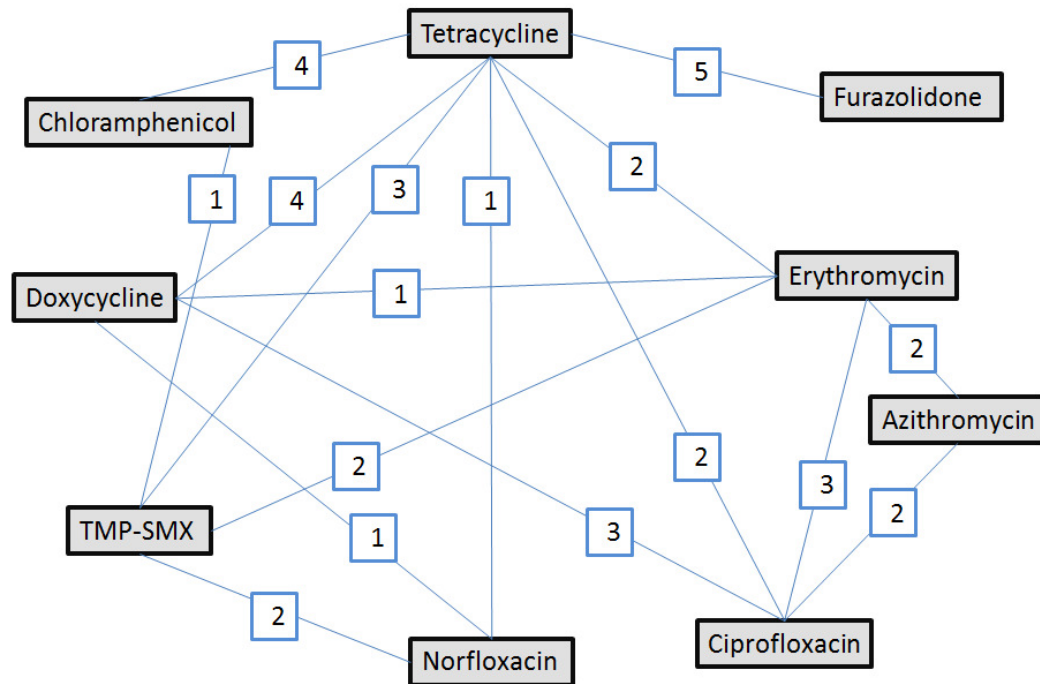 Tetracycline
4
5
Furazolidone
Chloramphenicol
2
1
4
3
1
Erythromycin
Doxycycline
1
2
Azithromycin
2
2
3
2
TMP-SMX
1
3
2
Norfloxacin
Ciprofloxacin